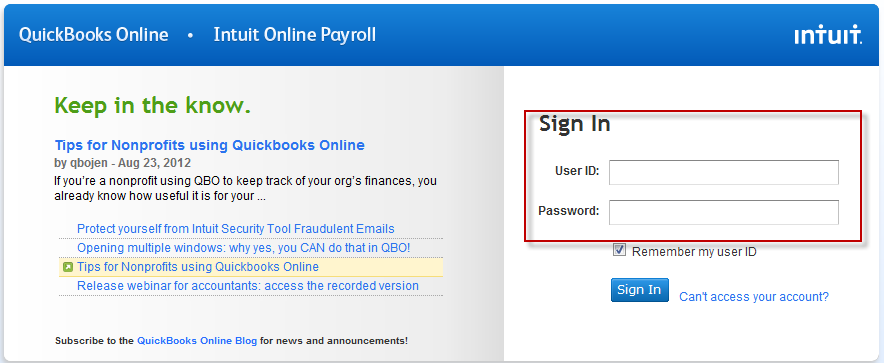 QuickBooks Online • Intuit Online Payroll
intuit.
Keep in the know.
Tips for Nonprofits using Quickbooks Online
by qbojen - Aug 23, 2012
If you're a nonprofit using QBO to keep track of your org's finances, you
already know how useful it is for your ...
Protect yourself from Intuit Security Tool Fraudulent Emails
Opening multiple windows: why yes, you CAN do that in QBO!
Tips for Nonprofits using Quickbooks Online
Release webinar for accountants: access the recorded version
Subscribe to the QuickBooks Online Blog for news and announcements!
Sign In
User ID:
Password:
Remember my user ID
Sign In
Can't access your account?